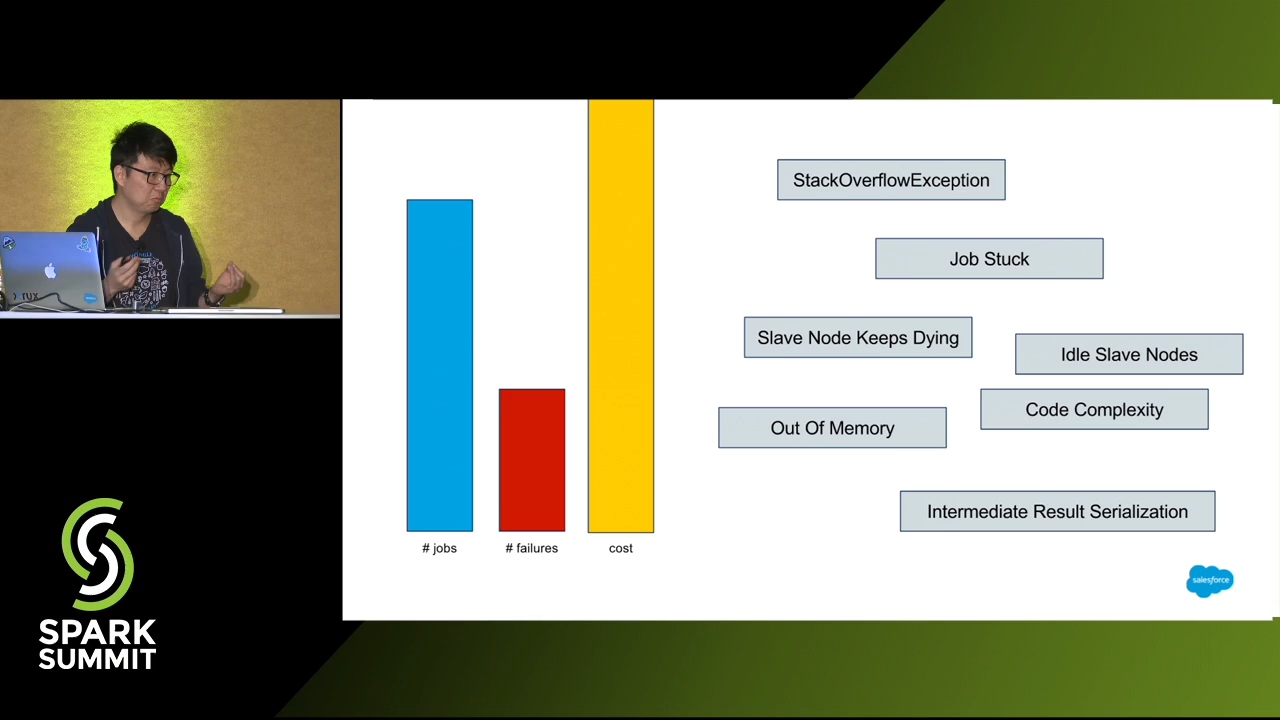 StackOverflowException
Job Stuck
Slave Node Keeps Dying
Idle Slave Nodes
Code Complexity
Out Of Memory
Intermediate Result Serialization
# jobs
# failures
cost
salesforce
SPARK
SUMMIT